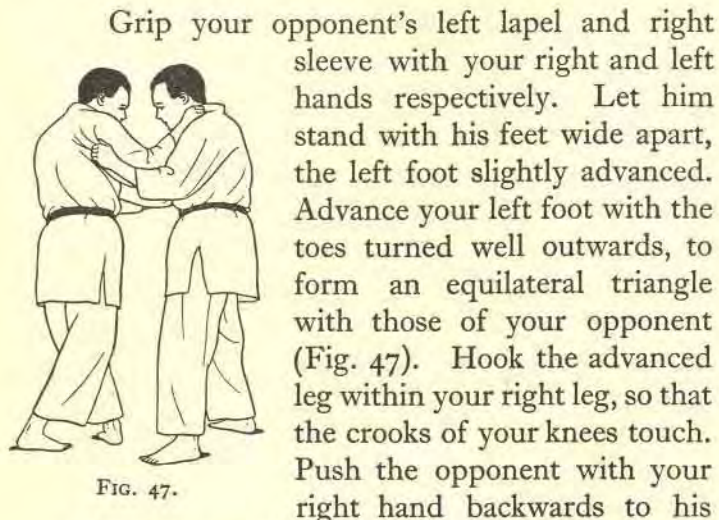 Grip your opponent's left lapel and right
sleeve with your right and left
hands respectively. Let him
stand with his feet wide apart,
the left foot slightly advanced.
Advance your left foot with the
toes turned well outwards, to
form an equilateral triangle
with those of your opponent
(Fig. 47). Hook the advanced
leg within your right leg, so that
the crooks of your knees touch.
Push the opponent with your
right hand backwards to his
Fig. 47.